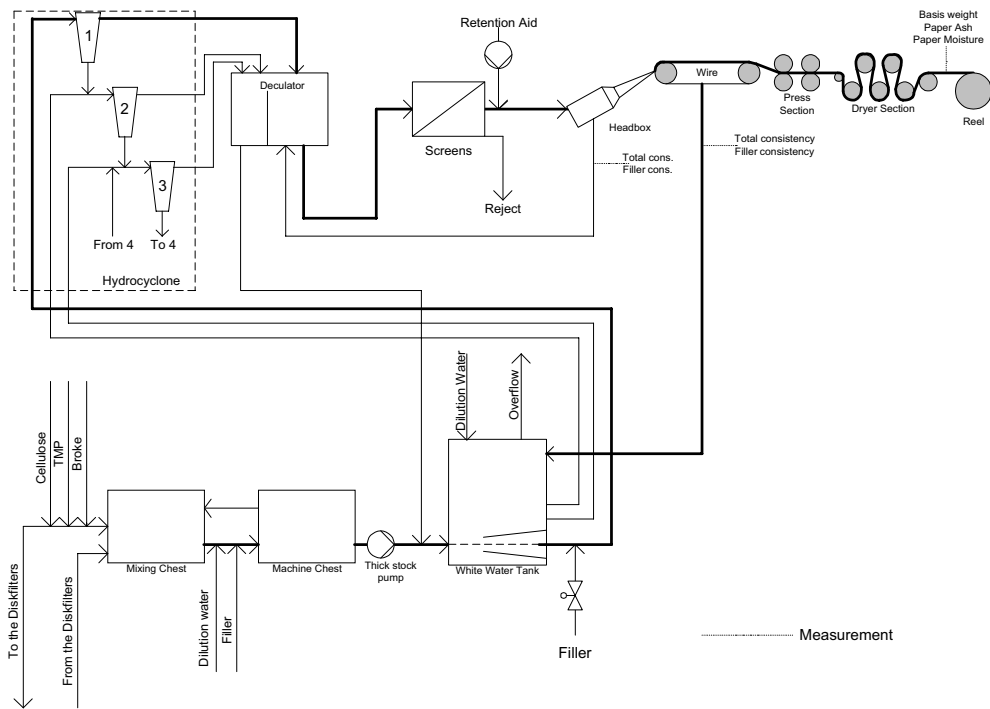 Basis weight
Paper Ash
Paper Moisture
Retention Aid
1
Wire
Deculator
2
Press
Section
Dryer Section
Reel
Headbox
Screens
Total consistency
Filler consistency
Total cons.
Filler cons.
3
Reject
From 4
To 4
Hydrocyclone
Dilution Water
Overflow
Cellulose
TMP
Broke
Mixing Chest
Machine Chest
Thick stock
pump
White Water Tank
To the Diskfilters
From the Diskfilters
Dilution water
Filler
Filler
Measurement